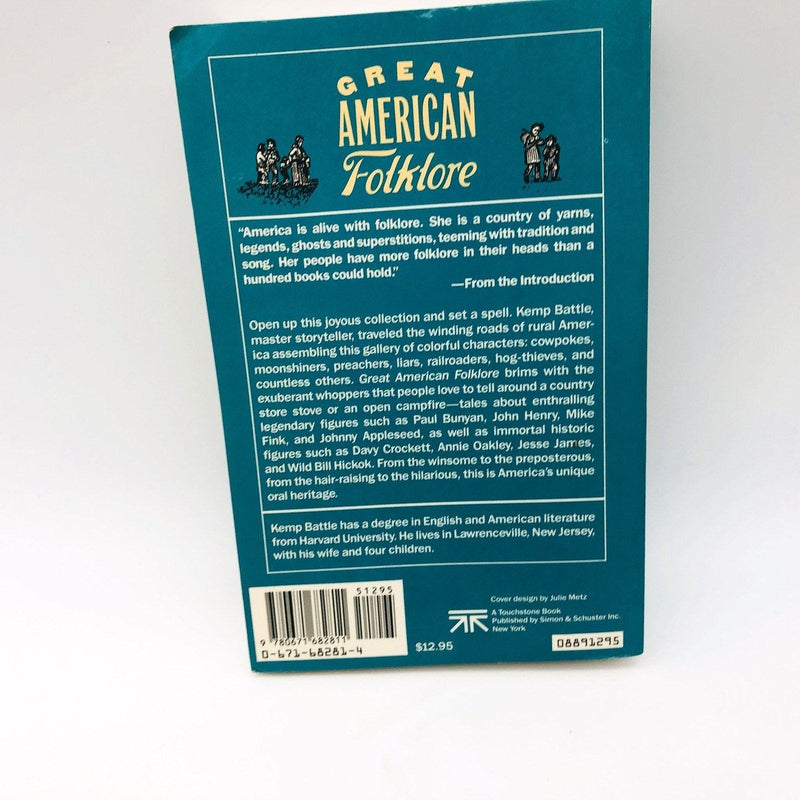 GREAT
AMERICAN
Folklore
“America is alive with folklore. She is a country of yarns,
legends, ghosts and superstitions, teeming with tradition and
song. Her people have more folklore in their heads than a
hundred books could hold.”
—From the Introduction
Open up this joyous collection and set a spell. Kemp Battle,
master storyteller, traveled the winding roads of rural Amer-
ica assembling this gallery of colorful characters: cowpokes,
moonshiners, preachers, liars, railroaders, hog-thieves, and
countless others. Great American Folklore brims with the
exuberant whoppers that people love to tell around a country
store stove or an open campfire—tales about enthralling
legendary figures such as Paul Bunyan, John Henry, Mike
Fink, and Johnny Appleseed, as well as immortal historic
figures such as Davy Crockett, Annie Oakley, Jesse James,
and Wild Bill Hickok. From the winsome to the preposterous,
from the hair-raising to the hilarious, this is America’s unique
oral heritage.
Kemp Battle has a degree in English and American literature
from Harvard University. He lives in Lawrenceville, New Jersey,
with his wife and four children.
51295
9 780671 682811
0-671-68281-4
$12.95
Cover design by Julie Metz
A Touchstone Book
Published by Simon & Schuster Inc.
New York
08891295